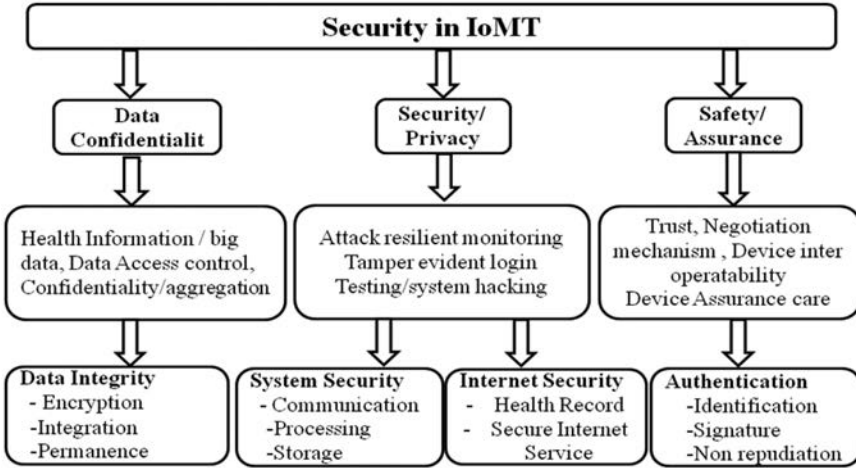 Security in IoMT
Data
Confidentialit
Security/
Privacy
Safety/
Assurance
Health Information / big
data, Data Access control,
Confidentiality/aggregation
Attack resilient monitoring
Tamper evident login
Testing/system hacking
Trust, Negotiation
mechanism , Device inter
operatability
Device Assurance care
Data Integrity
- Encryption
-Integration
-Permanence
System Security
- Communication
-Processing
-Storage
Internet Security
- Health Record
- Secure Internet
Service
Authentication
-Identification
-Signature
-Non repudiation